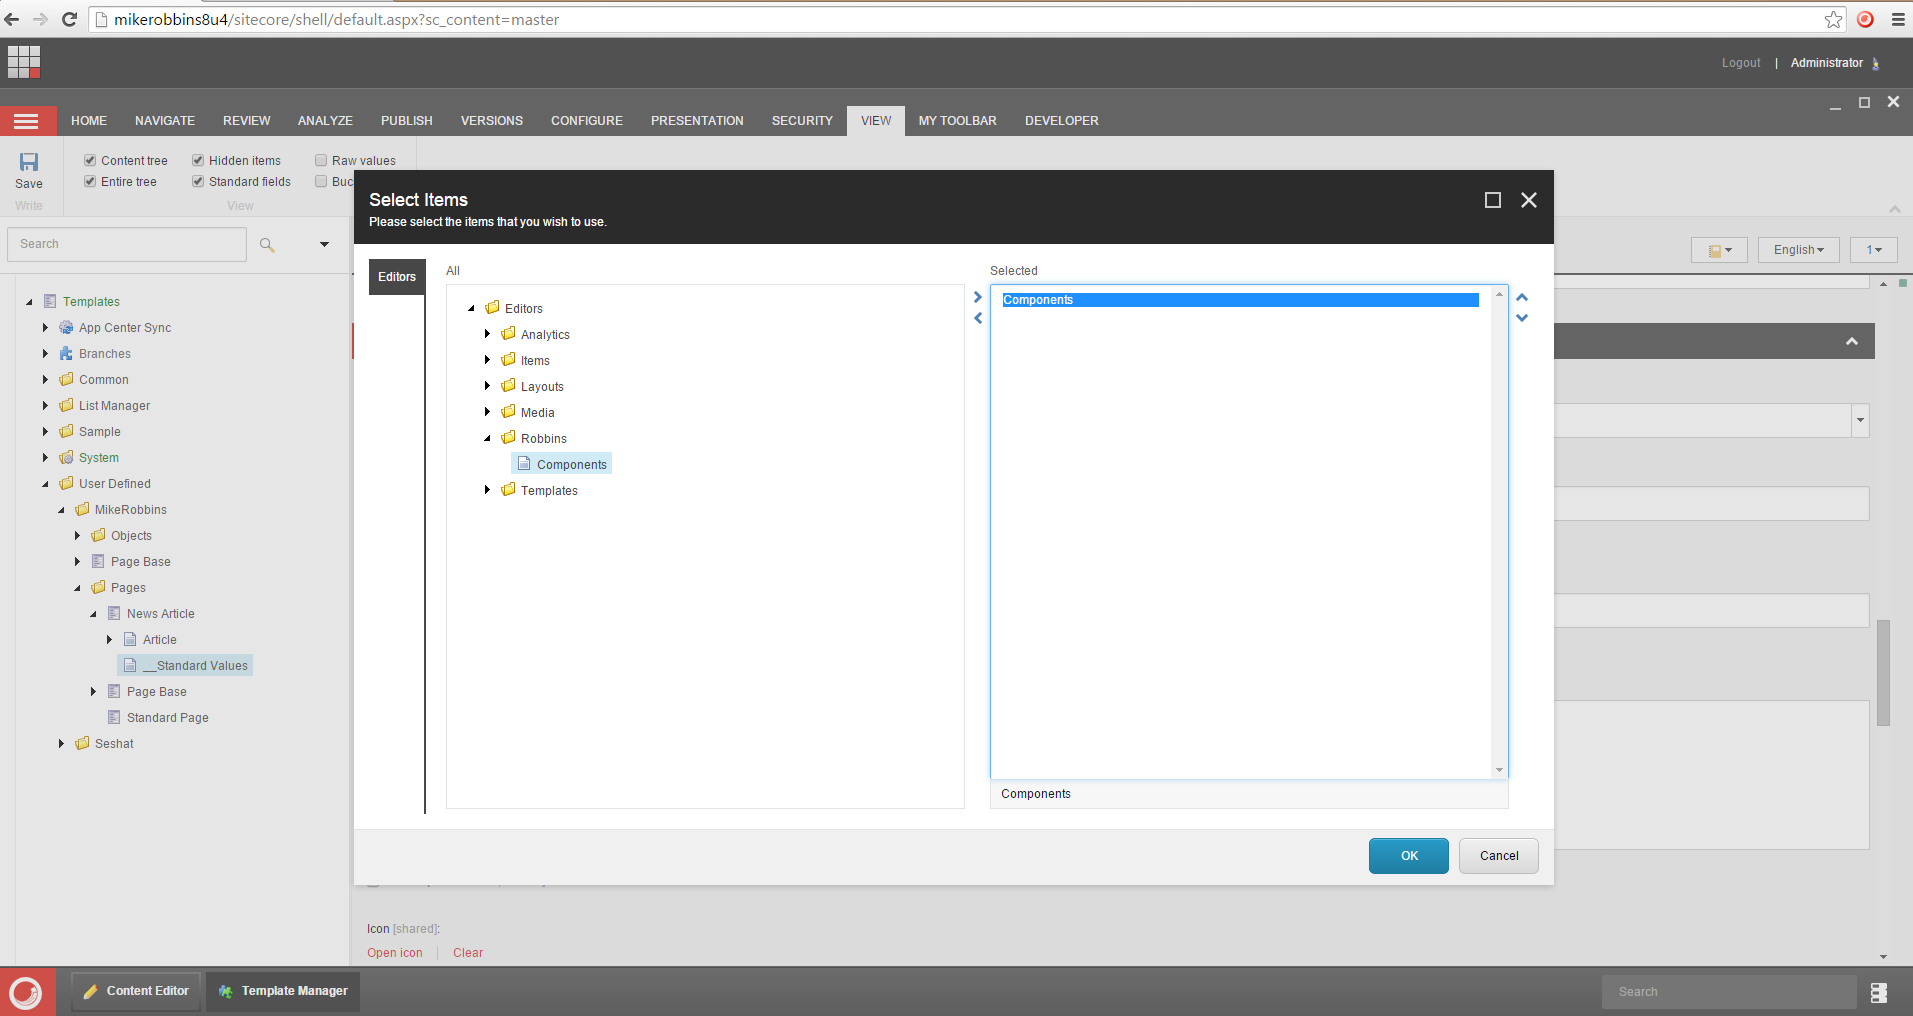 mikerobbins8u4/sitecore/shell/default.aspx?sc_content=master
Logout | Administrator
HOME NAVIGATE REVIEW ANALYZE PUBLISH VERSIONS CONFIGURE PRESENTATION SECURITY VIEW MY TOOLBAR DEVELOPER
Content tree Hidden items Raw values
Save Entire tree Standard fields Buc
Write View
Select Items
Please select the items that you wish to use.
Search
English 1
Editors
All
Selected
Editors
Analytics
Items
Layouts
Media
Robbins
Components
Templates
Components
Components
OK Cancel
Templates
App Center Sync
Branches
Common
List Manager
Sample
System
User Defined
MikeRobbins
Objects
Page Base
Pages
News Article
Article
__Standard Values
Page Base
Standard Page
Seshat
Icon [shared]:
Open icon Clear
Content Editor Template Manager Search